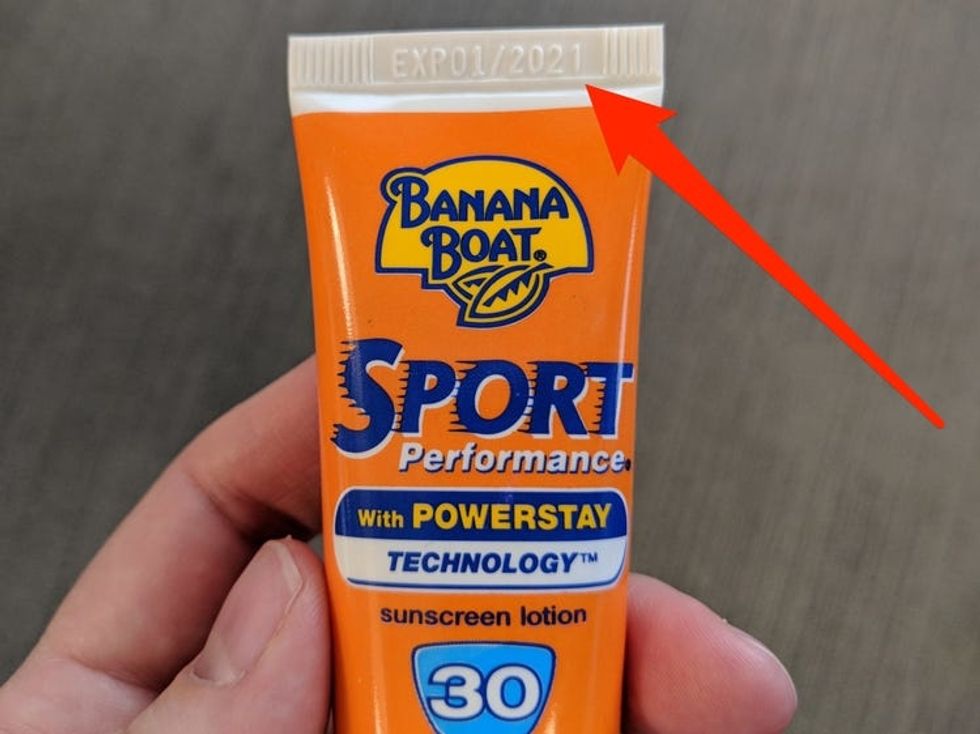 EXP01/2021
BANANA
BOAT®
SPORT
Performance
With POWERSTAY
TECHNOLOGY™
sunscreen lotion
30